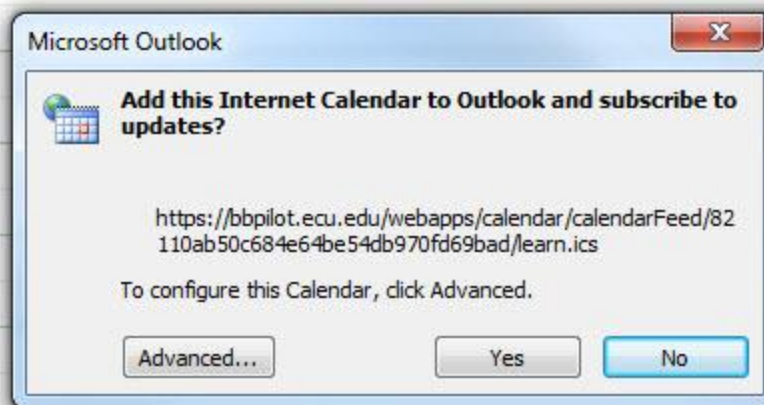 Microsoft Outlook
Add this Internet Calendar to Outlook and subscribe to
updates?
https://bbpilot.ecu.edu/webapps/calendar/calendarFeed/82
110ab50c684e64be54db970fd69bad/learn.ics
To configure this Calendar, click Advanced.
Advanced... Yes No